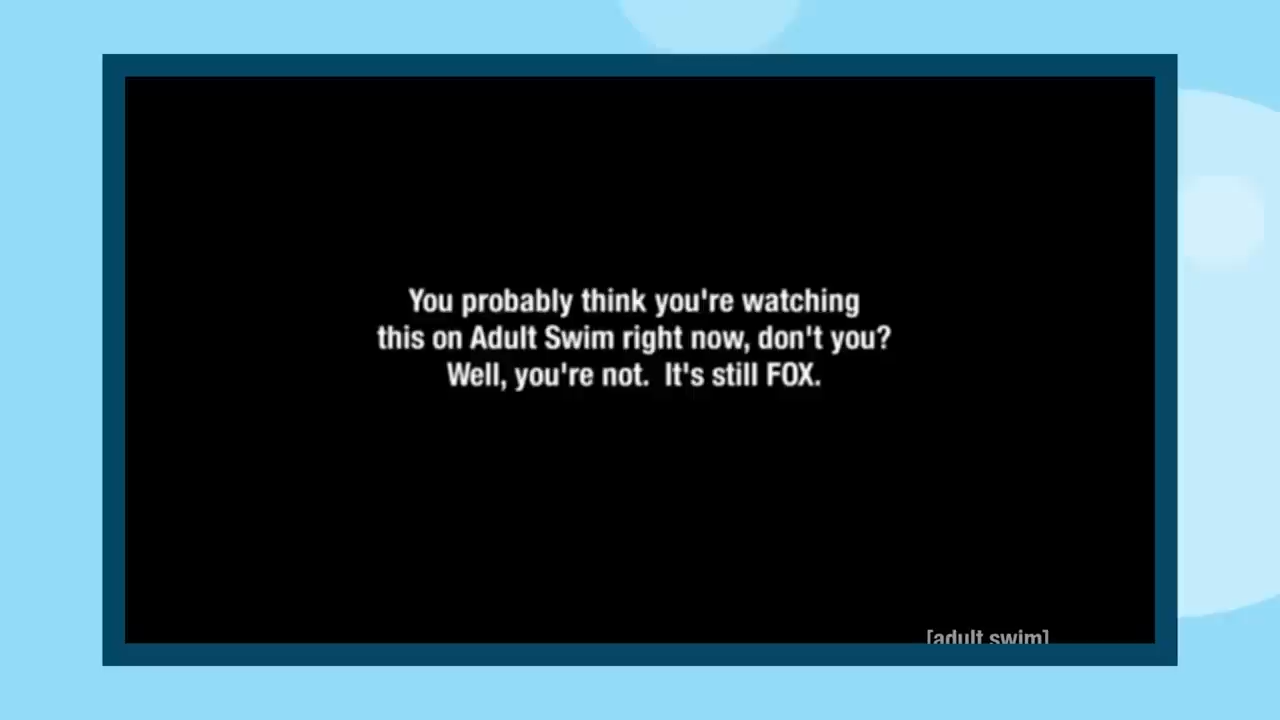 You probably think you're watching
this on Adult Swim right now, don't you?
Well, you're not.  It's still FOX.
[adult swim]